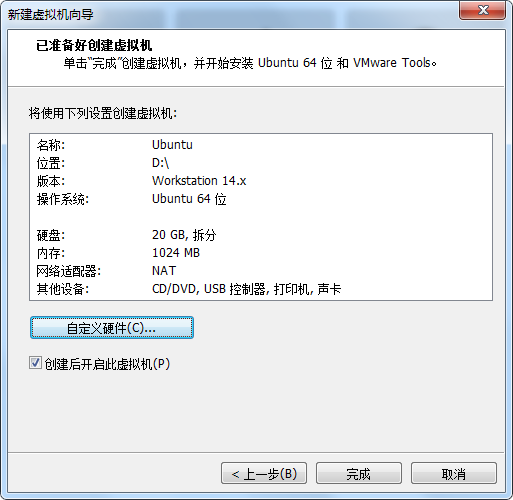 新建虚拟机向导
已准备好创建虚拟机
单击“完成”创建虚拟机，并开始安装 Ubuntu 64 位 和 VMware Tools。
将使用下列设置创建虚拟机:
名称: Ubuntu
位置: D:\
版本: Workstation 14.x
操作系统: Ubuntu 64 位
硬盘: 20 GB, 拆分
内存: 1024 MB
网络适配器: NAT
其他设备: CD/DVD, USB 控制器, 打印机, 声卡
自定义硬件(C)...
创建后开启此虚拟机(P)
< 上一步(B) 完成 取消